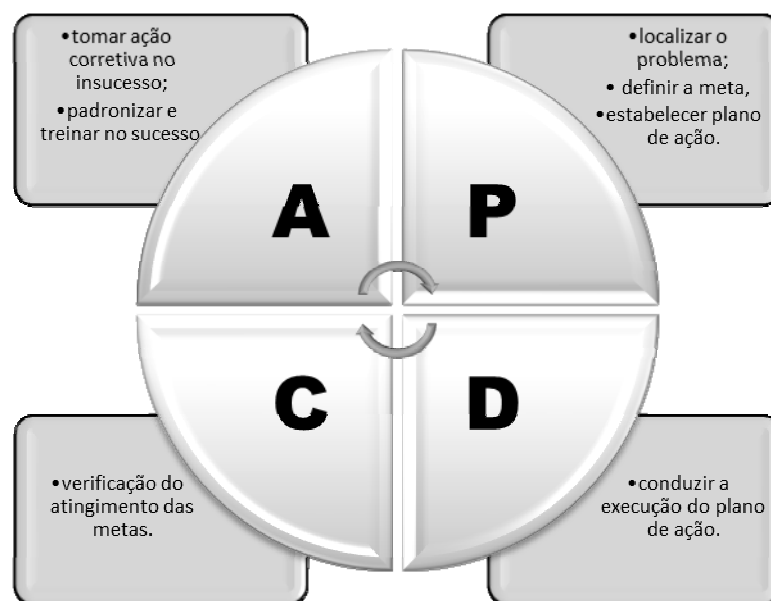 •tomar ação
corretiva no
insucesso;
•padronizar e
treinar no sucesso
•localizar o
problema;
• definir a meta,
•estabelecer plano
de ação.
A
P
C
D
•verificação do
atingimento das
metas.
•conduzir a
execução do plano
de ação.